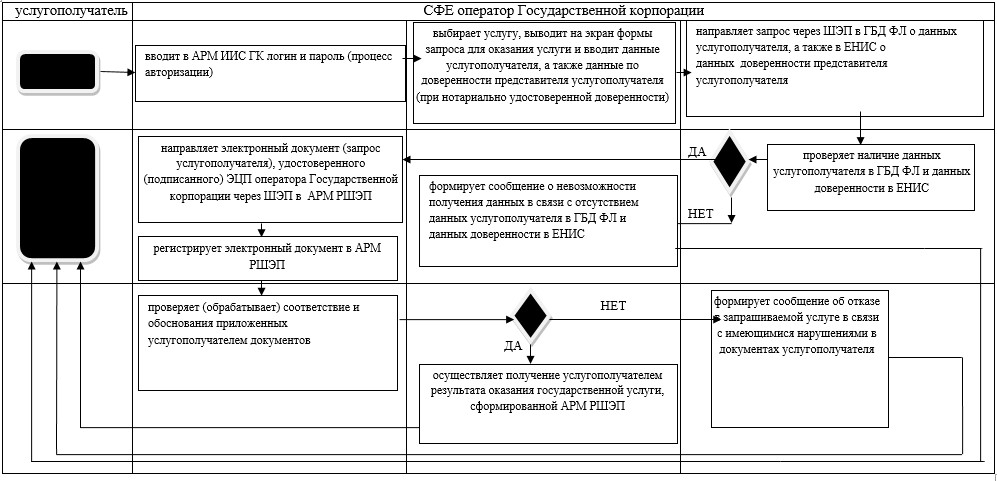 услугополучатель
СФЕ оператор Государственной корпорации
вводит в АРМ ИИС ГК логин и пароль (процесс
авторизации)
выбирает услугу, выводит на экран формы
запроса для оказания услуги и вводит данные
услугополучателя, а также данные по
доверенности представителя услугополучателя
(при нотариально удостоверенной доверенности)
направляет запрос через ШЭП в ГБД ФЛ о данных
услугополучателя, а также в ЕНИС о
данных доверенности представителя
услугополучателя
проверяет наличие данных
услугополучателя в ГБД ФЛ и данных
доверенности в ЕНИС
ДА
НЕТ
формирует сообщение о невозможности
получения данных в связи с отсутствием
данных услугополучателя в ГБД ФЛ и
данных доверенности в ЕНИС
направляет электронный документ (запрос
услугополучателя), удостоверенного
(подписанного) ЭЦП оператора Государственной
корпорации через ШЭП в АРМ РШЭП
регистрирует электронный документ в АРМ
РШЭП
проверяет (обрабатывает) соответствие и
обоснования приложенных
услугополучателем документов
НЕТ
ДА
формирует сообщение об отказе
в запрашиваемой услуге в связи
с имеющимися нарушениями в
документах услугополучателя
осуществляет получение услугополучателем
результата оказания государственной услуги,
сформированной АРМ РШЭП